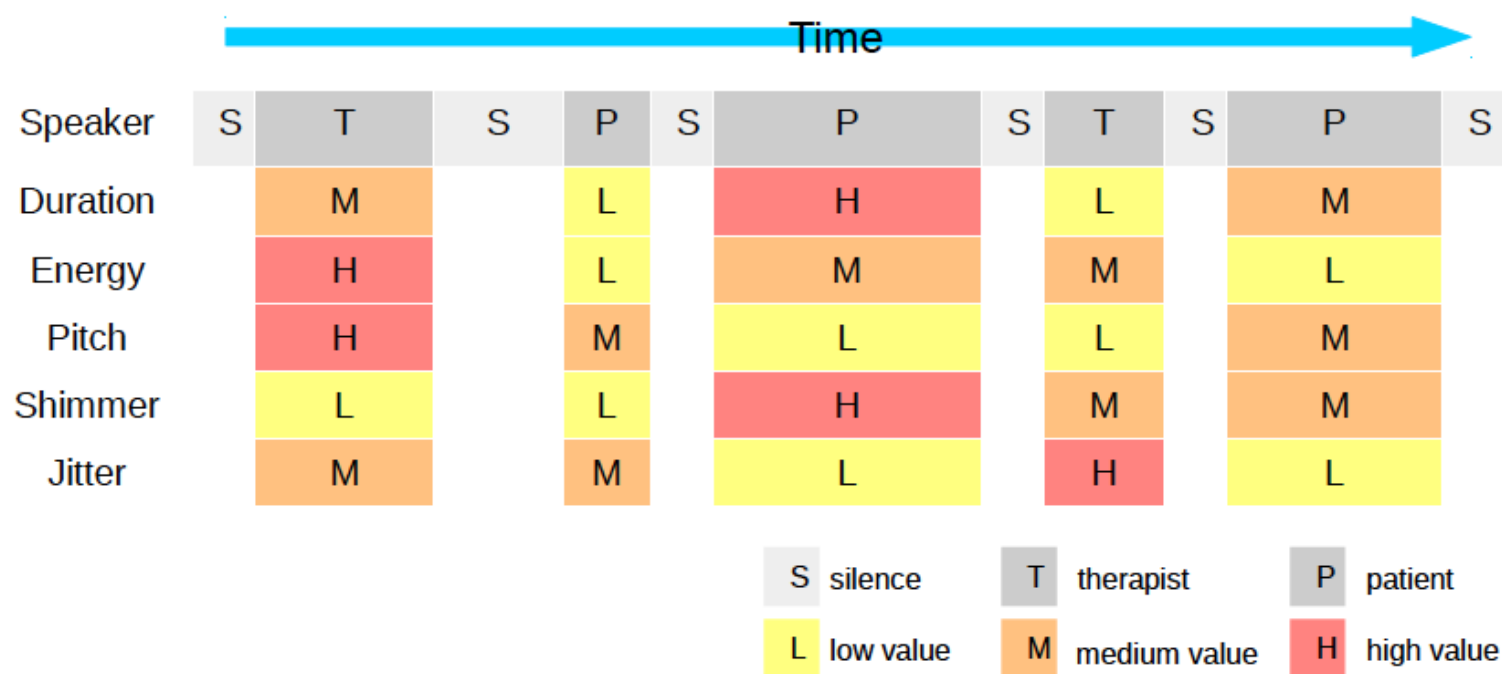 Time
Speaker S T S P S P S T S P S
Duration M L H L M
Energy H L M M L
Pitch H M L L M
Shimmer L L H M M
Jitter M M L H L
S silence T therapist P patient
L low value M medium value H high value